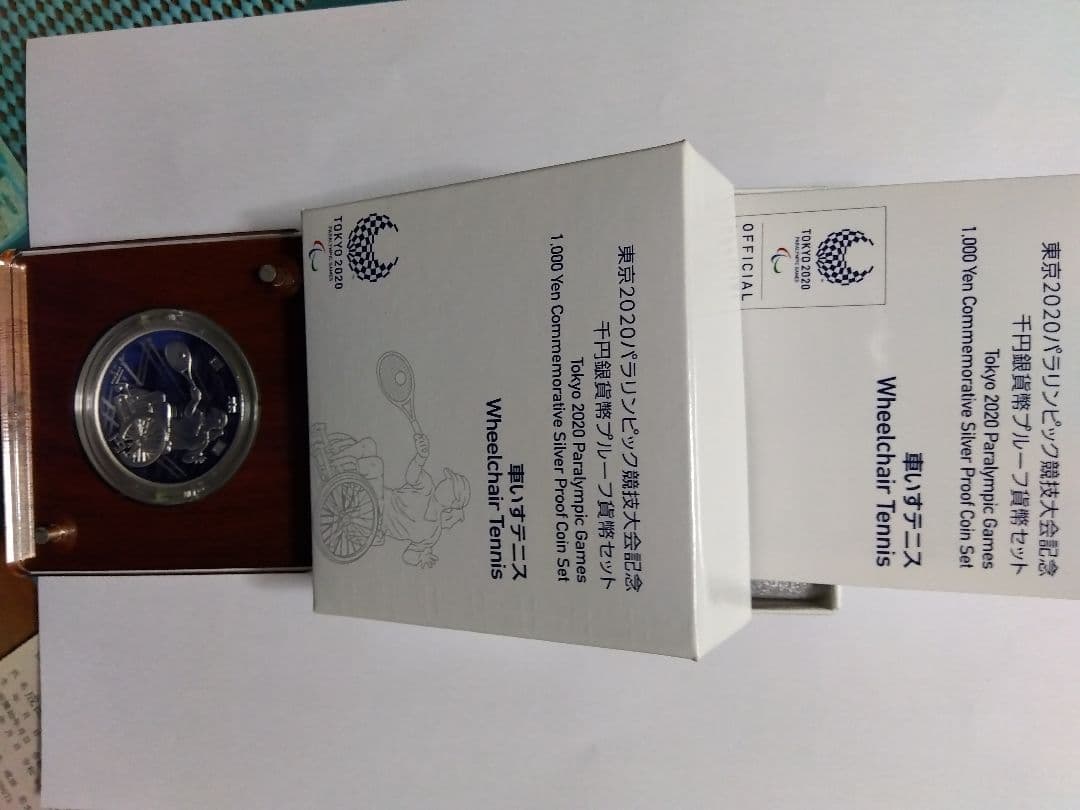 東京2020パラリンピック競技大会記念
千円銀貨幣プルーフ貨幣セット
Tokyo 2020 Paralympic Games
1,000 Yen Commemorative Silver Proof Coin Set
車いすテニス
Wheelchair Tennis
TOKYO 2020
PARALYMPIC GAMES
東京2020パラリンピック競技大会記念
千円銀貨幣プルーフ貨幣セット
Tokyo 2020 Paralympic Games
1,000 Yen Commemorative Silver Proof Coin Set
車いすテニス
Wheelchair Tennis
TOKYO 2020
PARALYMPIC GAMES
OFFICIAL